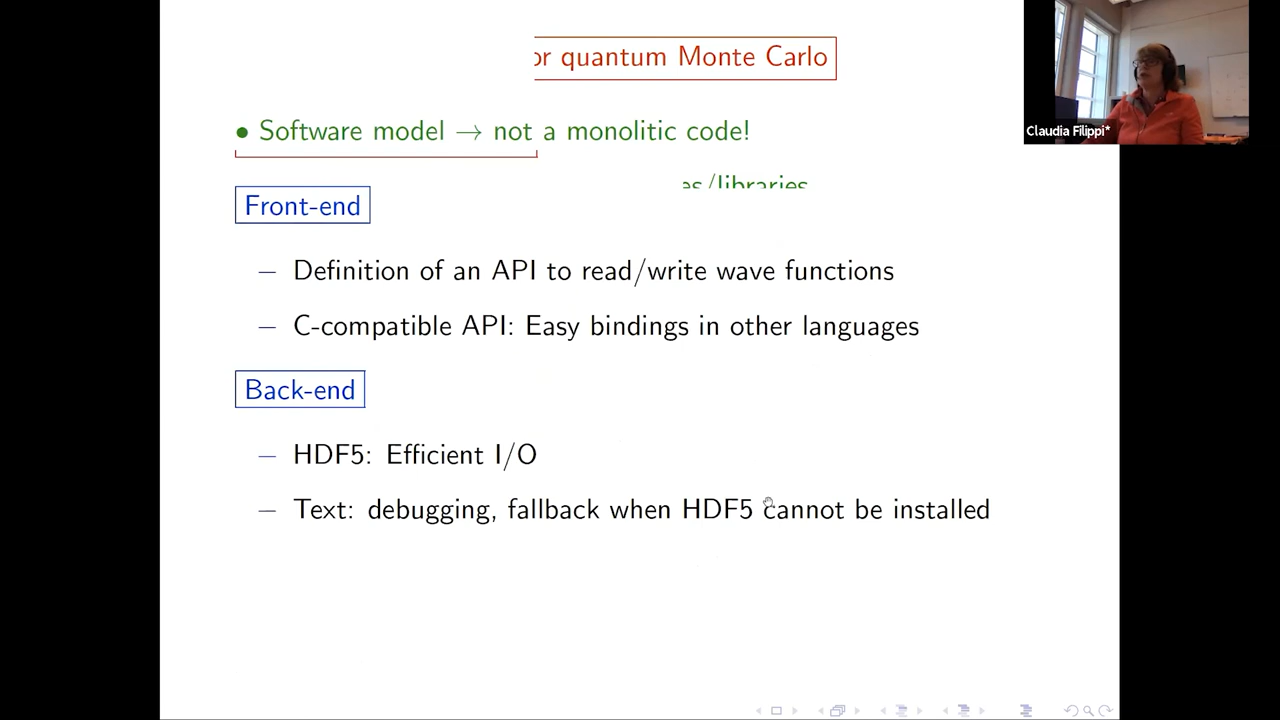 or quantum Monte Carlo
• Software model → not a monolitic code!
es/libraries
Front-end
– Definition of an API to read/write wave functions
– C-compatible API: Easy bindings in other languages
Back-end
– HDF5: Efficient I/O
– Text: debugging, fallback when HDF5 cannot be installed
Claudia Filippi*